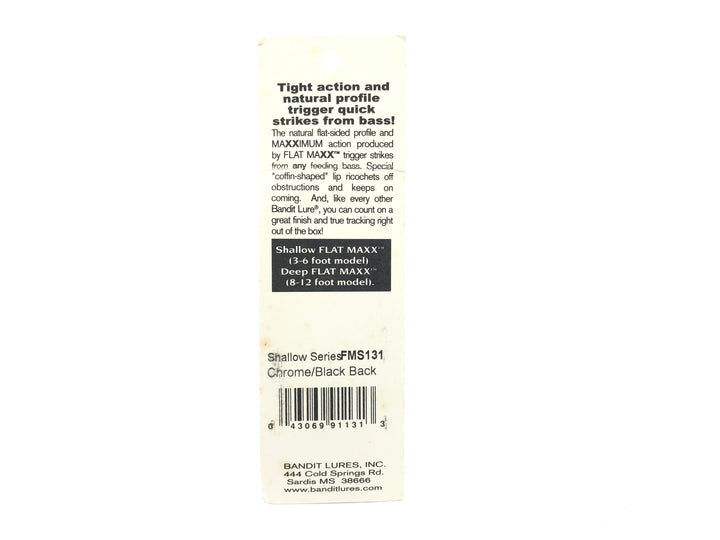 Tight action and
natural profile
trigger quick
strikes from bass!
The natural flat-sided profile and
MAXXIMUM action produced
by FLAT MAXX™ trigger strikes
from any feeding bass. Special
"coffin-shaped" lip ricochets off
obstructions and keeps on
coming. And, like every other
Bandit Lure®, you can count on a
great finish and true tracking right
out of the box!
Shallow FLAT MAXX™
(3-6 foot model)
Deep FLAT MAXX™
(8-12 foot model).
Shallow Series FMS131
Chrome/Black Back
0 43069 91131 3
BANDIT LURES, INC.
444 Cold Springs Rd.
Sardis MS 38666
www.banditlures.com